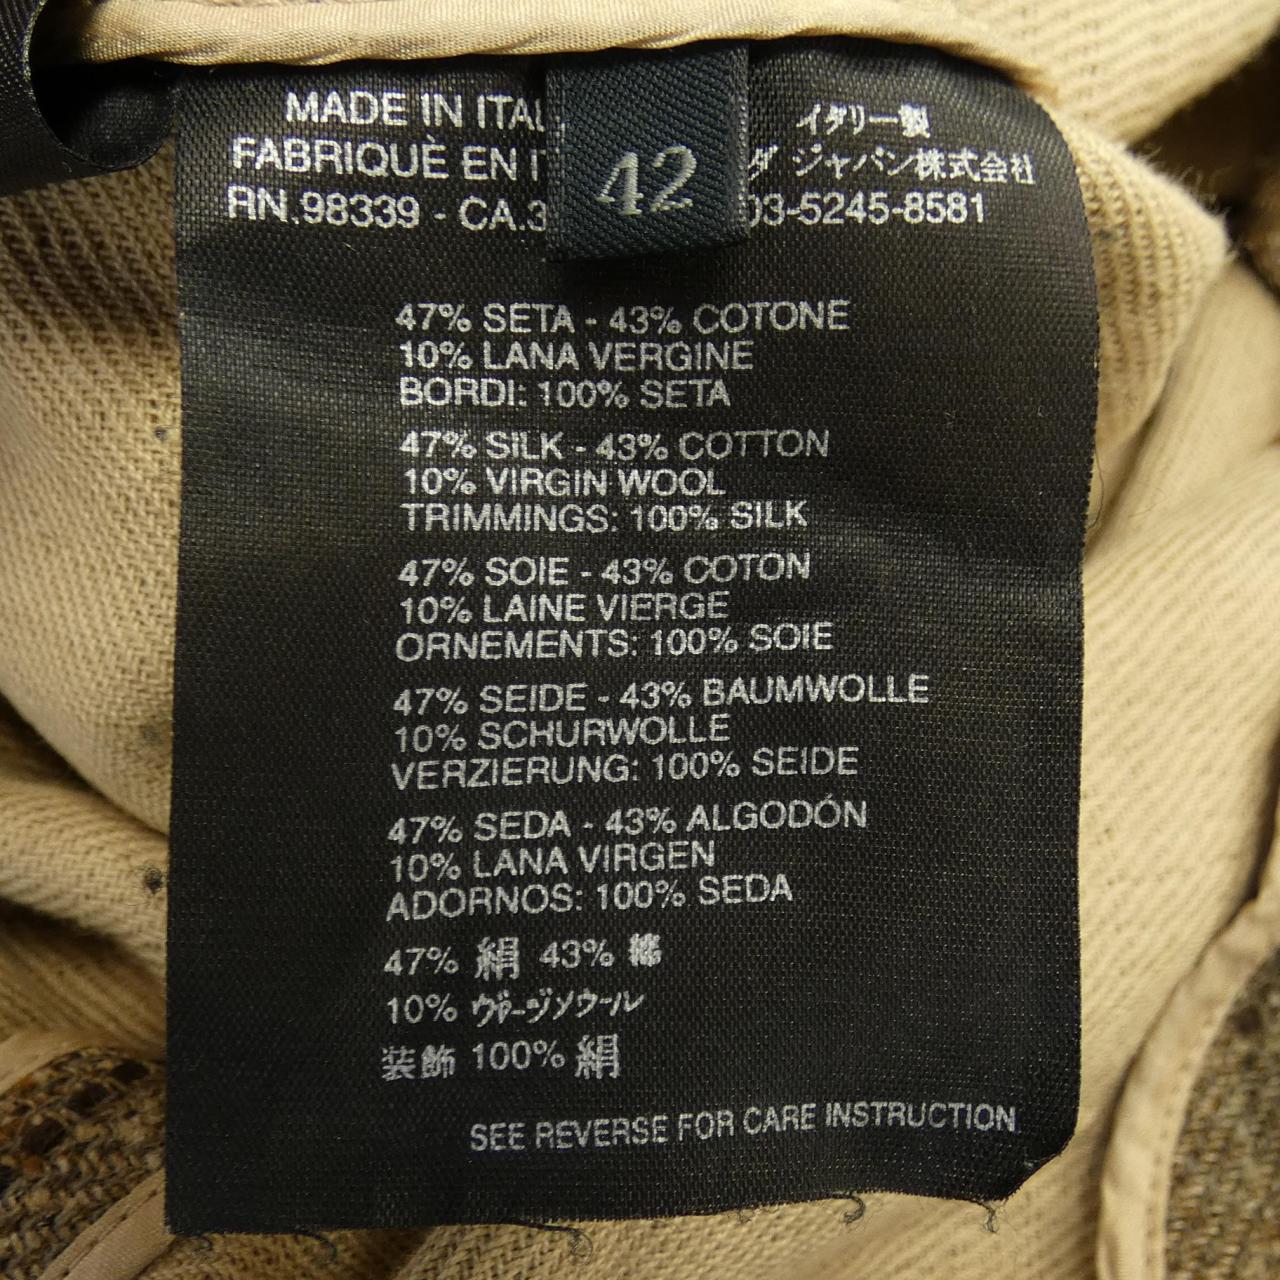 MADE IN ITAL
FABRIQUÈ EN IT
RN.98339 - CA.3
42
イタリー製
ダ ジャパン株式会社
03-5245-8581
47% SETA - 43% COTONE
10% LANA VERGINE
BORDI: 100% SETA
47% SILK - 43% COTTON
10% VIRGIN WOOL
TRIMMINGS: 100% SILK
47% SOIE - 43% COTON
10% LAINE VIERGE
ORNEMENTS: 100% SOIE
47% SEIDE - 43% BAUMWOLLE
10% SCHURWOLLE
VERZIERUNG: 100% SEIDE
47% SEDA - 43% ALGODÓN
10% LANA VIRGEN
ADORNOS: 100% SEDA
47% 絹 43% 綿
10% ヴァージンウール
装飾 100% 絹
SEE REVERSE FOR CARE INSTRUCTION